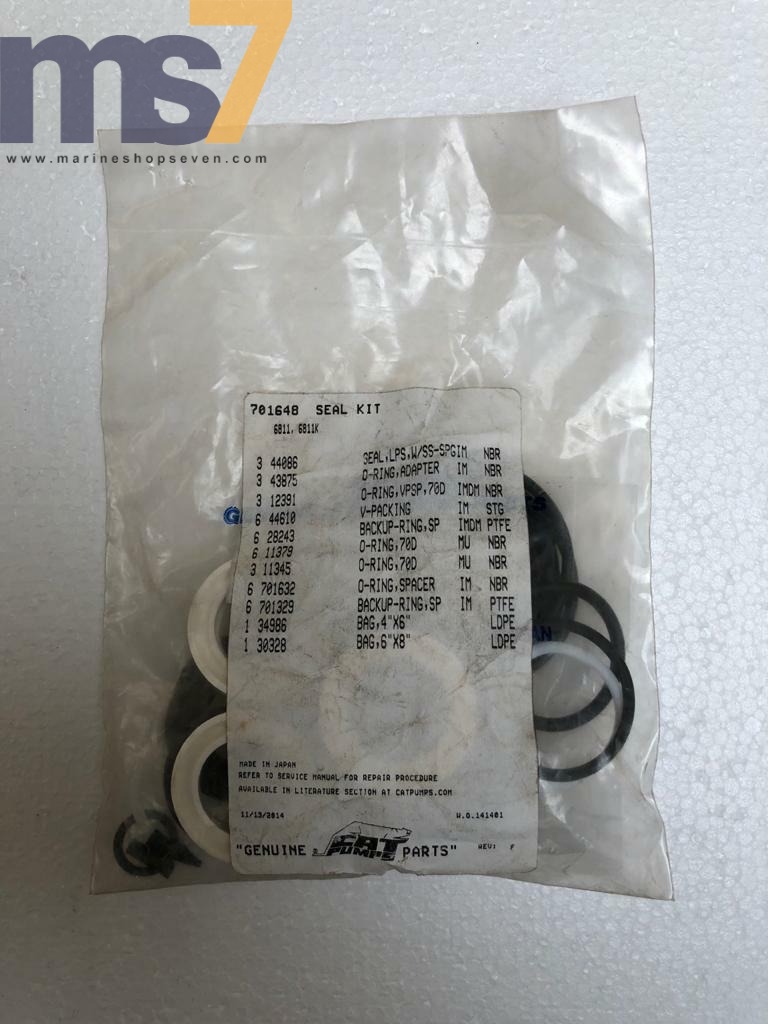 ms7
www.marineshopseven.com
701648 SEAL KIT
6811, 6811K
3 44086 SEAL,LPS,W/SS-SPG IM NBR
3 43875 O-RING,ADAPTER IM NBR
3 12391 O-RING,VPSP,70D IMDM NBR
6 44610 V-PACKING IM STG
6 28243 BACKUP-RING,SP IMDM PTFE
6 11379 O-RING,70D MU NBR
3 11345 O-RING,70D MU NBR
6 701632 O-RING,SPACER IM NBR
6 701329 BACKUP-RING,SP IM PTFE
1 34986 BAG,4"X6" LDPE
1 30328 BAG,6"X8" LDPE
MADE IN JAPAN
REFER TO SERVICE MANUAL FOR REPAIR PROCEDURE
AVAILABLE IN LITERATURE SECTION AT CATPUMPS.COM
11/13/2014 W.O.141401
"GENUINE CAT PUMPS PARTS" REV: F